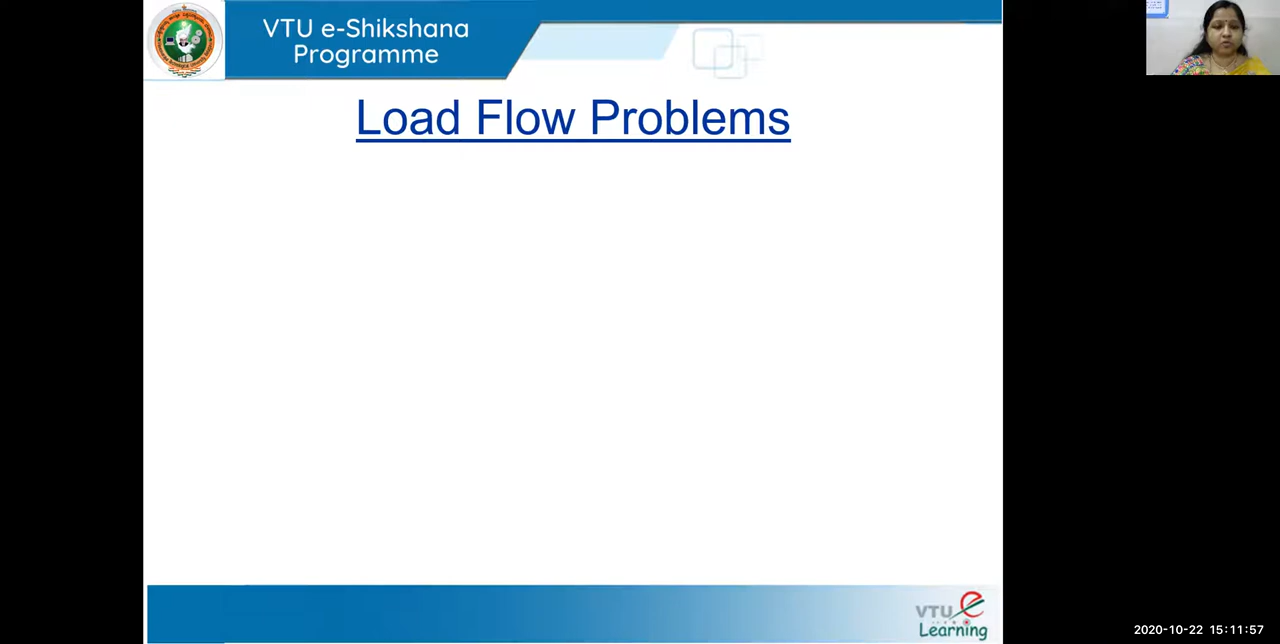 VTU e-Shikshana
Programme
Load Flow Problems
VTU e
Learning
2020-10-22 15:11:57